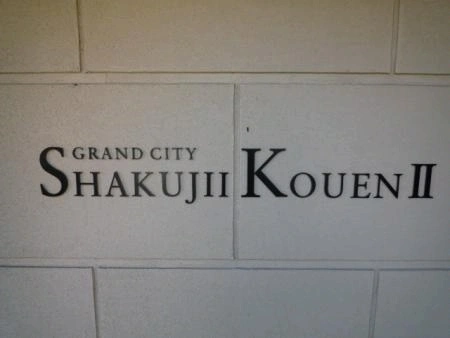 GRAND CITY
SHAKUJII KOUEN II